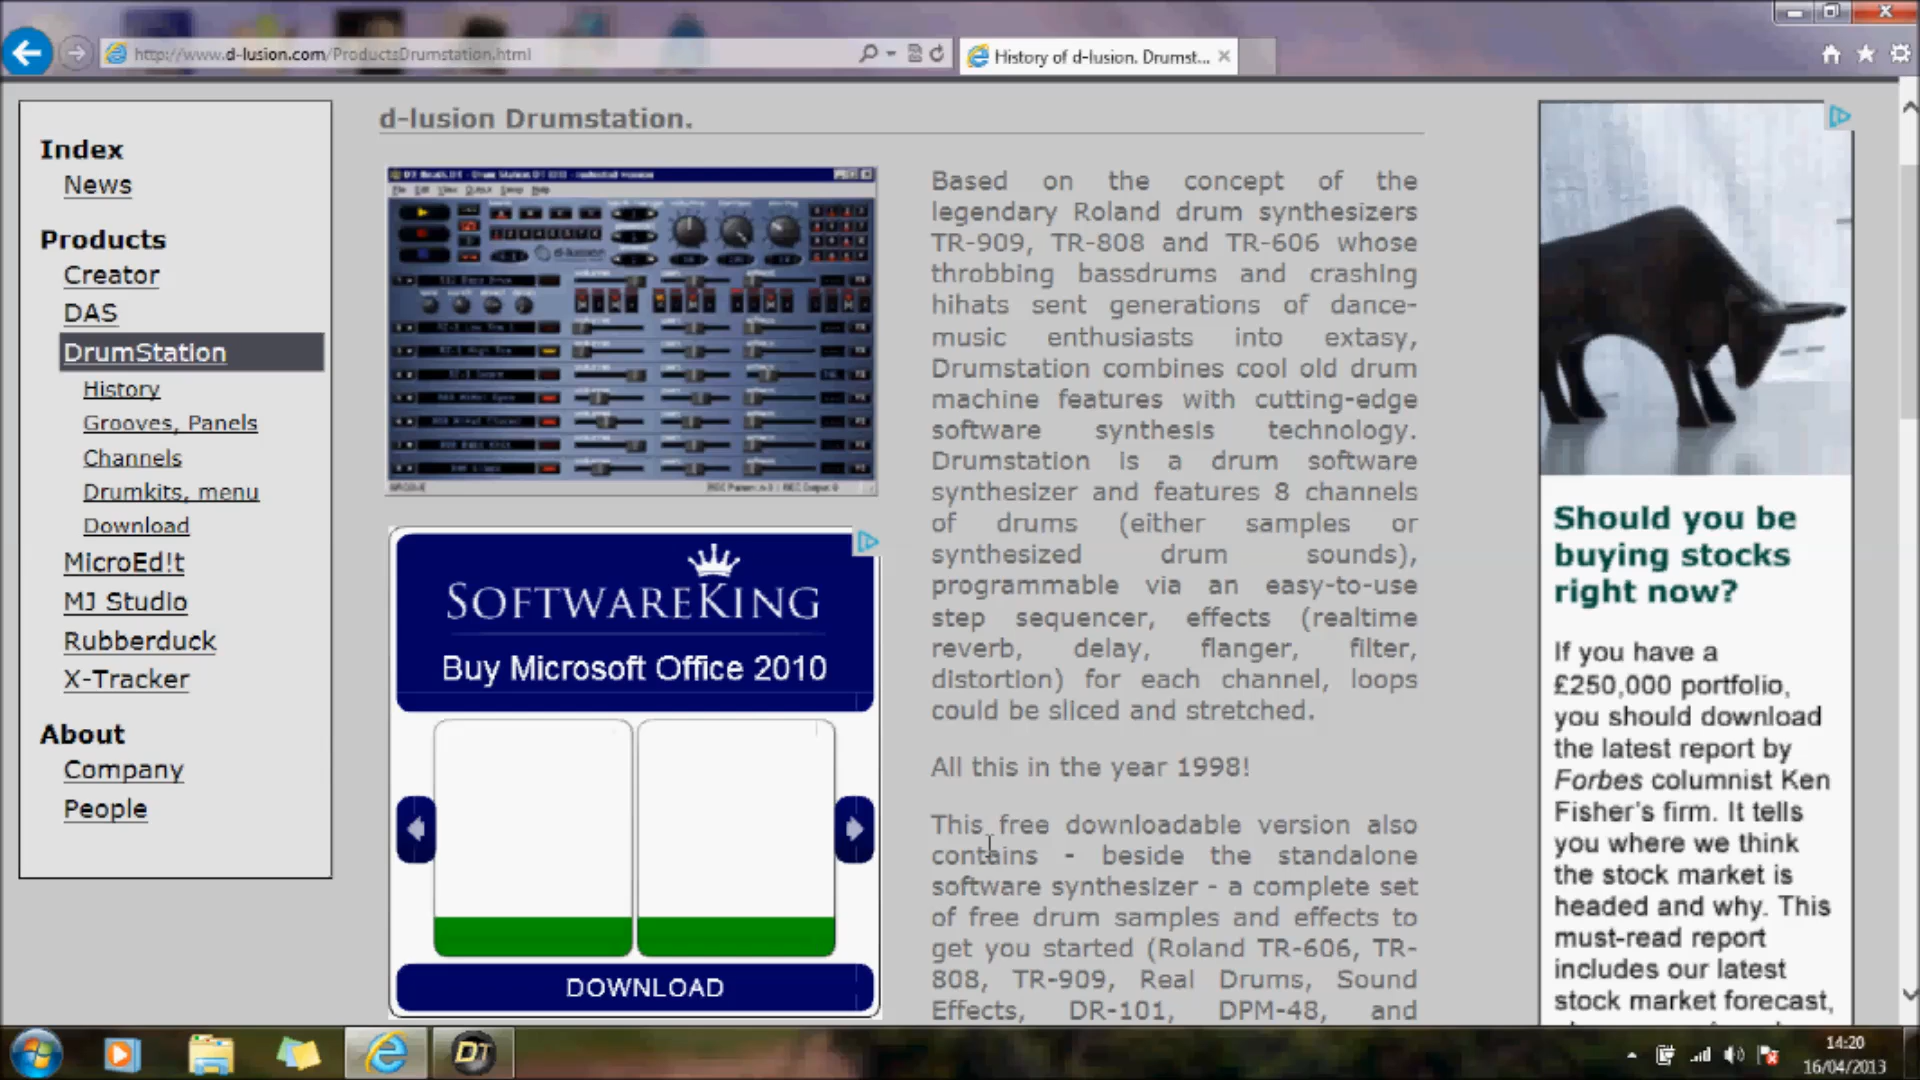 http://www.d-lusion.com/ProductsDrumstation.html
History of d-lusion. Drumst...
Index
News
Products
Creator
DAS
DrumStation
History
Grooves, Panels
Channels
Drumkits, menu
Download
MicroEd!t
MJ Studio
Rubberduck
X-Tracker
About
Company
People
d-lusion Drumstation.
d-lusion
SOFTWAREKING
Buy Microsoft Office 2010
DOWNLOAD
Based on the concept of the
legendary Roland drum synthesizers
TR-909, TR-808 and TR-606 whose
throbbing bassdrums and crashing
hihats sent generations of dance-
music enthusiasts into extasy,
Drumstation combines cool old drum
machine features with cutting-edge
software synthesis technology.
Drumstation is a drum software
synthesizer and features 8 channels
of drums (either samples or
synthesized drum sounds),
programmable via an easy-to-use
step sequencer, effects (realtime
reverb, delay, flanger, filter,
distortion) for each channel, loops
could be sliced and stretched.
All this in the year 1998!
This free downloadable version also
contains - beside the standalone
software synthesizer - a complete set
of free drum samples and effects to
get you started (Roland TR-606, TR-
808, TR-909, Real Drums, Sound
Effects, DR-101, DPM-48, and
Should you be
buying stocks
right now?
If you have a
£250,000 portfolio,
you should download
the latest report by
Forbes columnist Ken
Fisher's firm. It tells
you where we think
the stock market is
headed and why. This
must-read report
includes our latest
stock market forecast,
DT
14:20
16/04/2013